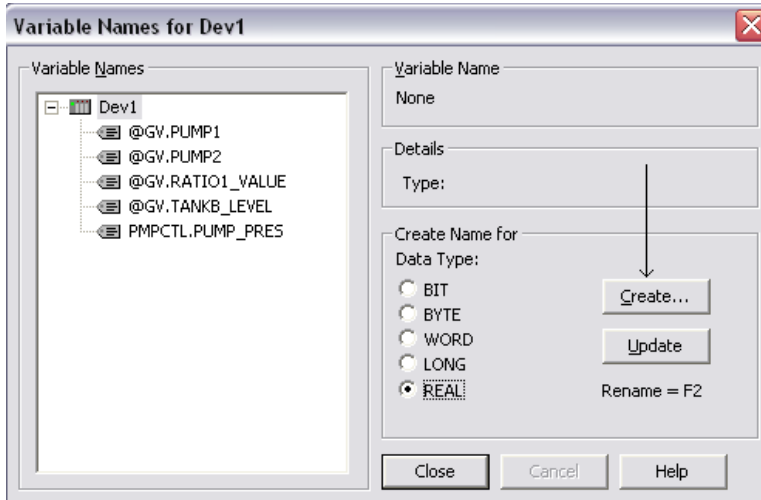 Variable Names for Dev1
Variable Names
Dev1
@GV.PUMP1
@GV.PUMP2
@GV.RATIO1_VALUE
@GV.TANKB_LEVEL
PMPCTL.PUMP_PRES
Variable Name
None
Details
Type:
Create Name for
Data Type:
BIT
BYTE
WORD
LONG
REAL
Create...
Update
Rename = F2
Close
Cancel
Help